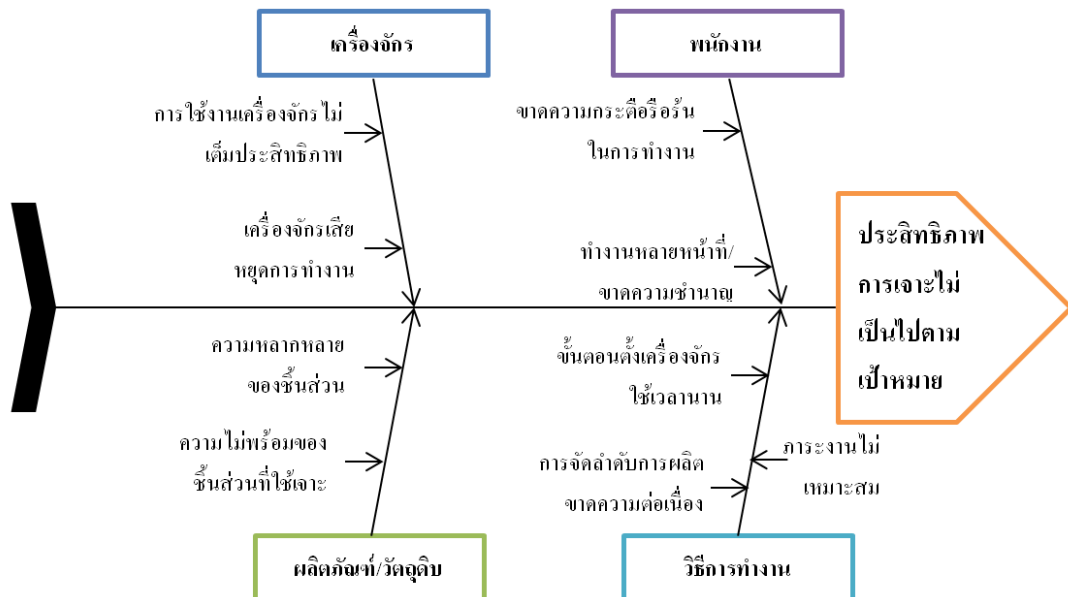 เครื่องจักร
พนักงาน
การใช้งานเครื่องจักรไม่
เต็มประสิทธิภาพ
ขาดความกระตือรือร้น
ในการทำงาน
เครื่องจักรเสีย
หยุดการทำงาน
ทำงานหลายหน้าที่/
ขาดความชำนาญ
ประสิทธิภาพ
การเจาะไม่
เป็นไปตาม
เป้าหมาย
ความหลากหลาย
ของชิ้นส่วน
ขั้นตอนตั้งเครื่องจักร
ใช้เวลานาน
ความไม่พร้อมของ
ชิ้นส่วนที่ใช้เจาะ
การจัดลำดับการผลิต
ขาดความต่อเนื่อง
ภาระงานไม่
เหมาะสม
ผลิตภัณฑ์/วัตถุดิบ
วิธีการทำงาน